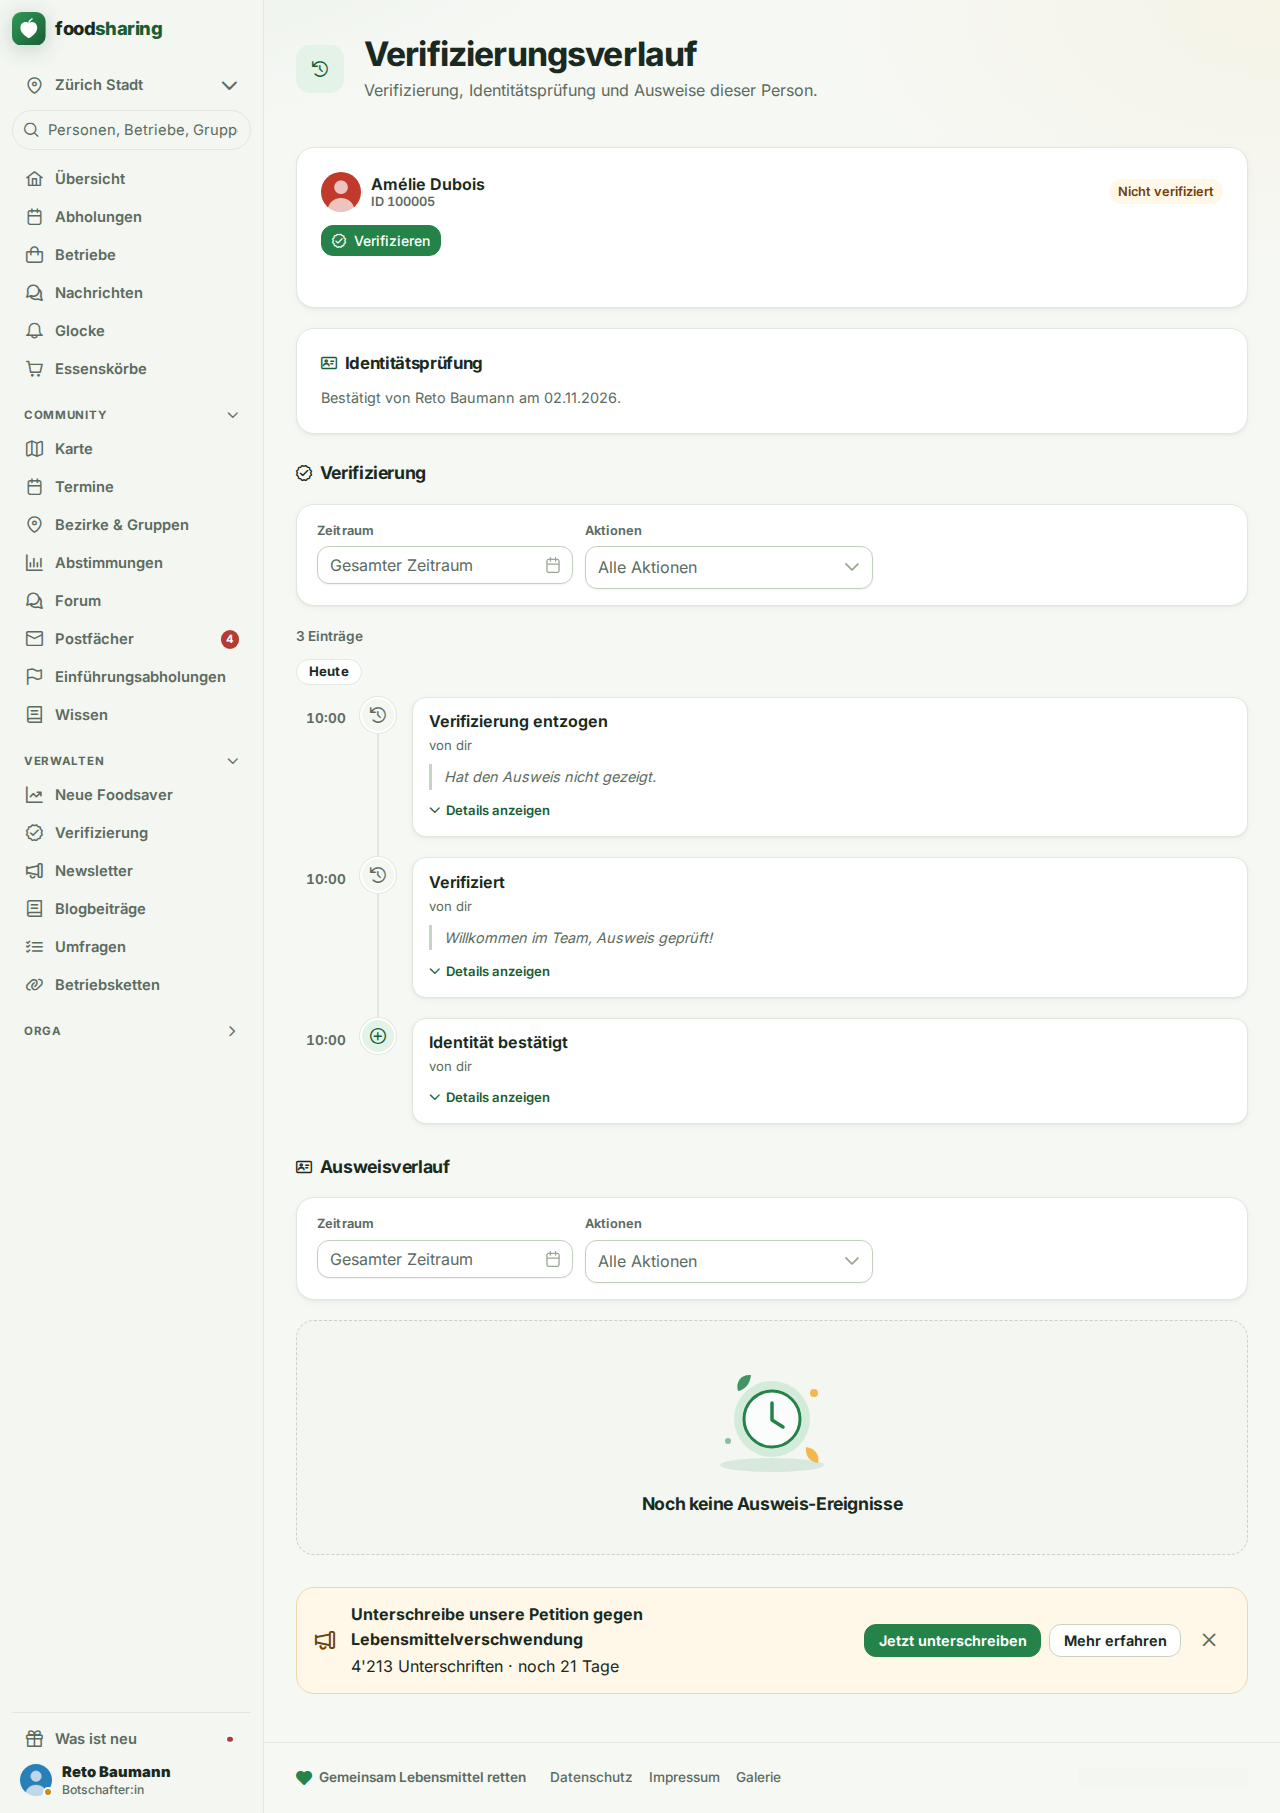 foodsharing
Zürich Stadt
Personen, Betriebe, Grupp
Übersicht
Abholungen
Betriebe
Nachrichten
Glocke
Essenskörbe
COMMUNITY
Karte
Termine
Bezirke & Gruppen
Abstimmungen
Forum
Postfächer 4
Einführungsabholungen
Wissen
VERWALTEN
Neue Foodsaver
Verifizierung
Newsletter
Blogbeiträge
Umfragen
Betriebsketten
ORGA
Was ist neu
Reto Baumann
Botschafter:in
Verifizierungsverlauf
Verifizierung, Identitätsprüfung und Ausweise dieser Person.
Amélie Dubois
ID 100005
Nicht verifiziert
Verifizieren
Identitätsprüfung
Bestätigt von Reto Baumann am 02.11.2026.
Verifizierung
Zeitraum Aktionen
Gesamter Zeitraum Alle Aktionen
3 Einträge
Heute
10:00 Verifizierung entzogen
von dir
Hat den Ausweis nicht gezeigt.
Details anzeigen
10:00 Verifiziert
von dir
Willkommen im Team, Ausweis geprüft!
Details anzeigen
10:00 Identität bestätigt
von dir
Details anzeigen
Ausweisverlauf
Zeitraum Aktionen
Gesamter Zeitraum Alle Aktionen
Noch keine Ausweis-Ereignisse
Unterschreibe unsere Petition gegen
Lebensmittelverschwendung
4'213 Unterschriften · noch 21 Tage
Jetzt unterschreiben Mehr erfahren
Gemeinsam Lebensmittel retten Datenschutz Impressum Galerie